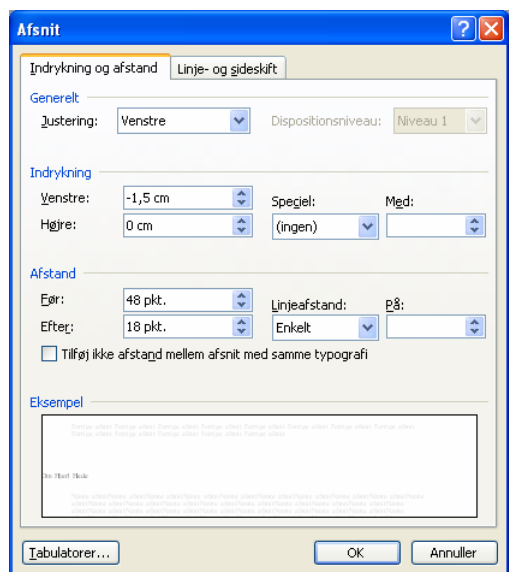 Afsnit
Indrykning og afstand Linje- og sideskift
Generelt
Justering: Venstre Dispositionsniveau: Niveau 1
Indrykning
Venstre: -1,5 cm Speciel: Med:
Højre: 0 cm (ingen)
Afstand
Før: 48 pkt. Linjeafstand: På:
Efter: 18 pkt. Enkelt
Tilføj ikke afstand mellem afsnit med samme typografi
Eksempel
Tabulatorer... OK Annuller